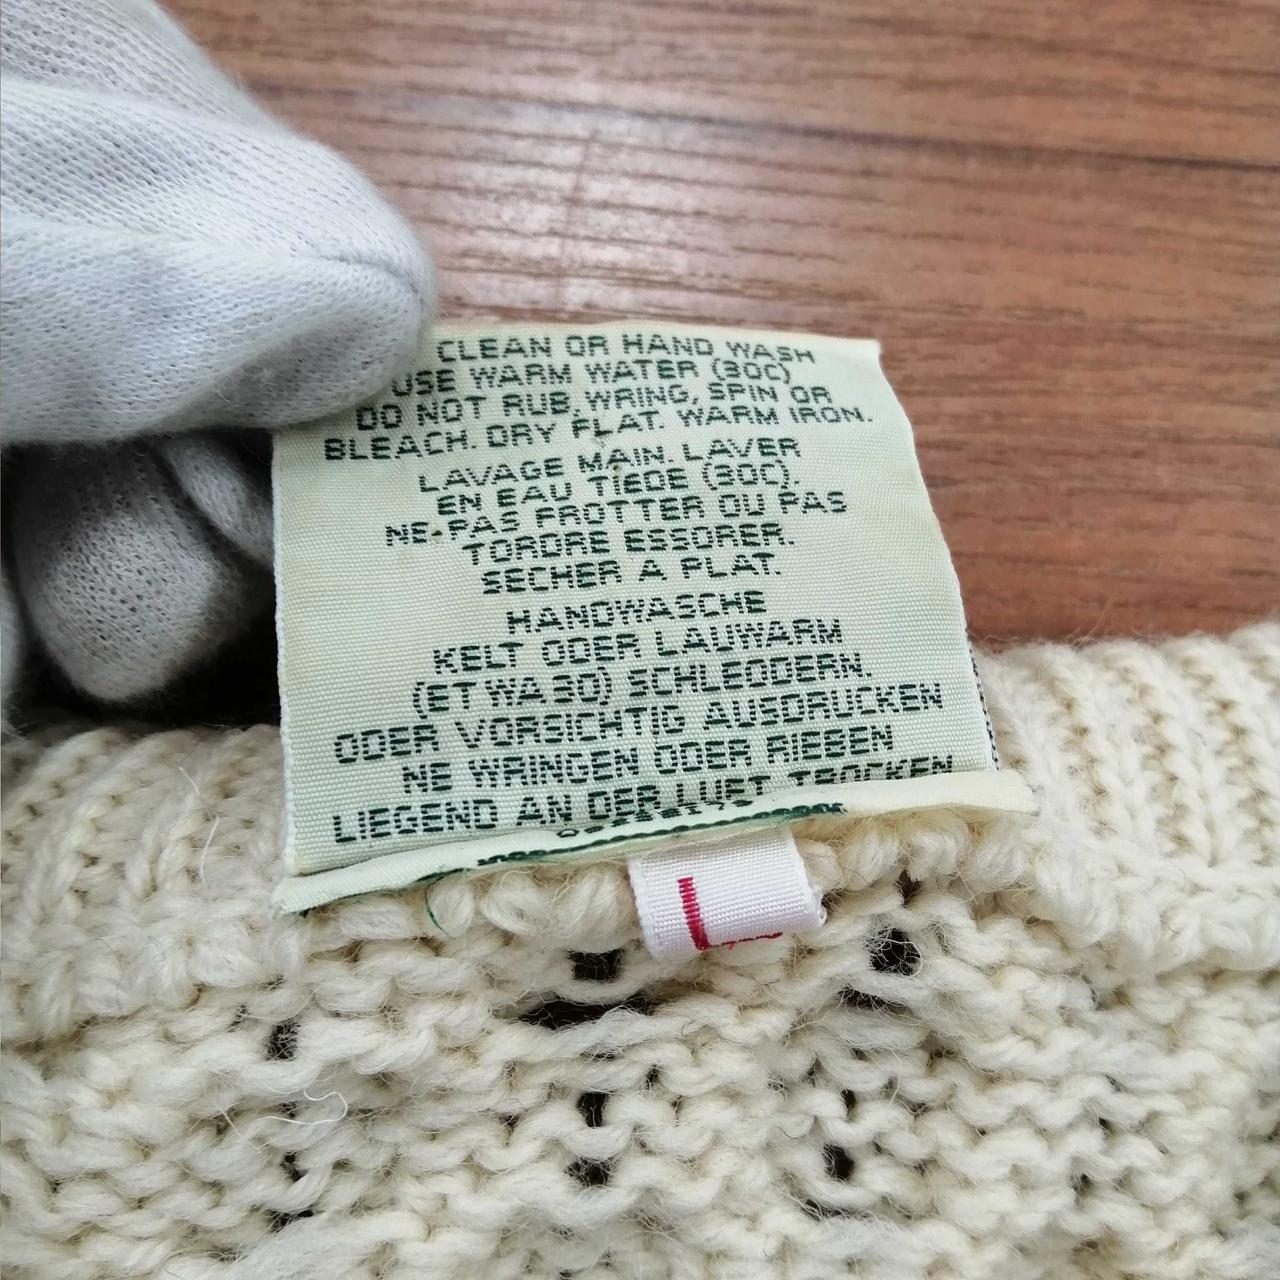 CLEAN OR HAND WASH
USE WARM WATER (30C)
DO NOT RUB, WRING, SPIN OR
BLEACH. DRY FLAT. WARM IRON.
LAVAGE MAIN. LAVER
EN EAU TIEDE (30C).
NE PAS FROTTER OU PAS
TORDRE ESSORER.
SECHER A PLAT.
HANDWASCHE
KELT ODER LAUWARM
(ETWA30) SCHLEODERN.
ODER VORSICHTIG AUSDRUCKEN
NE WRINGEN ODER RIEBEN
LIEGEND AN DER LUFT TROCKEN
L